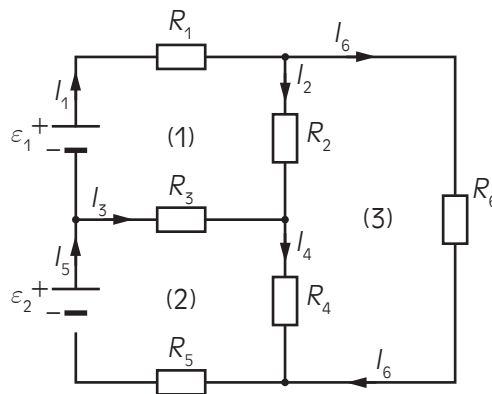 R₁
I₆
I₁
I₂
ε₁
+
−
(1)
R₂
I₃
R₃
R₆
(3)
I₅
I₄
ε₂
+
−
(2)
R₄
R₅
I₆